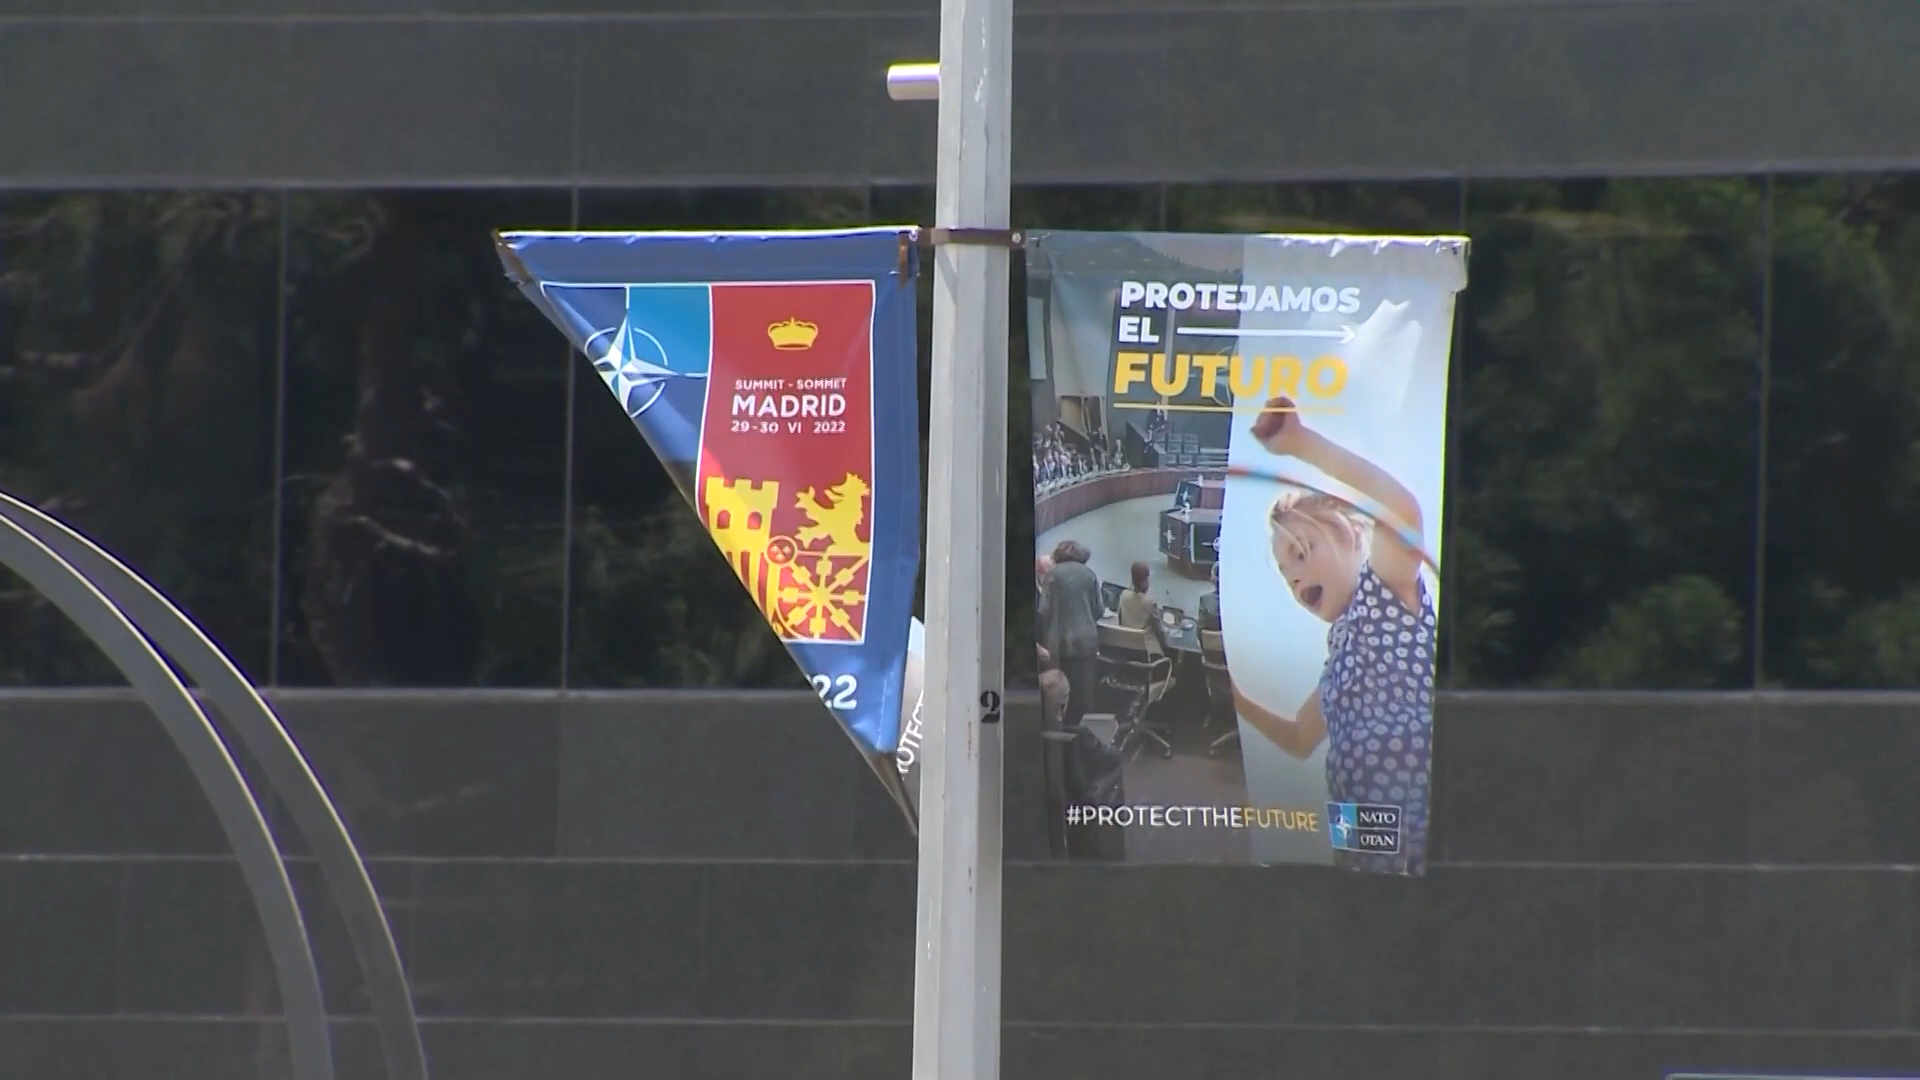 SUMMIT - SOMMET
MADRID
29-30 VI 2022
22
PROTEJAMOS
EL
FUTURO
#PROTECTTHEFUTURE
NATO
OTAN
2